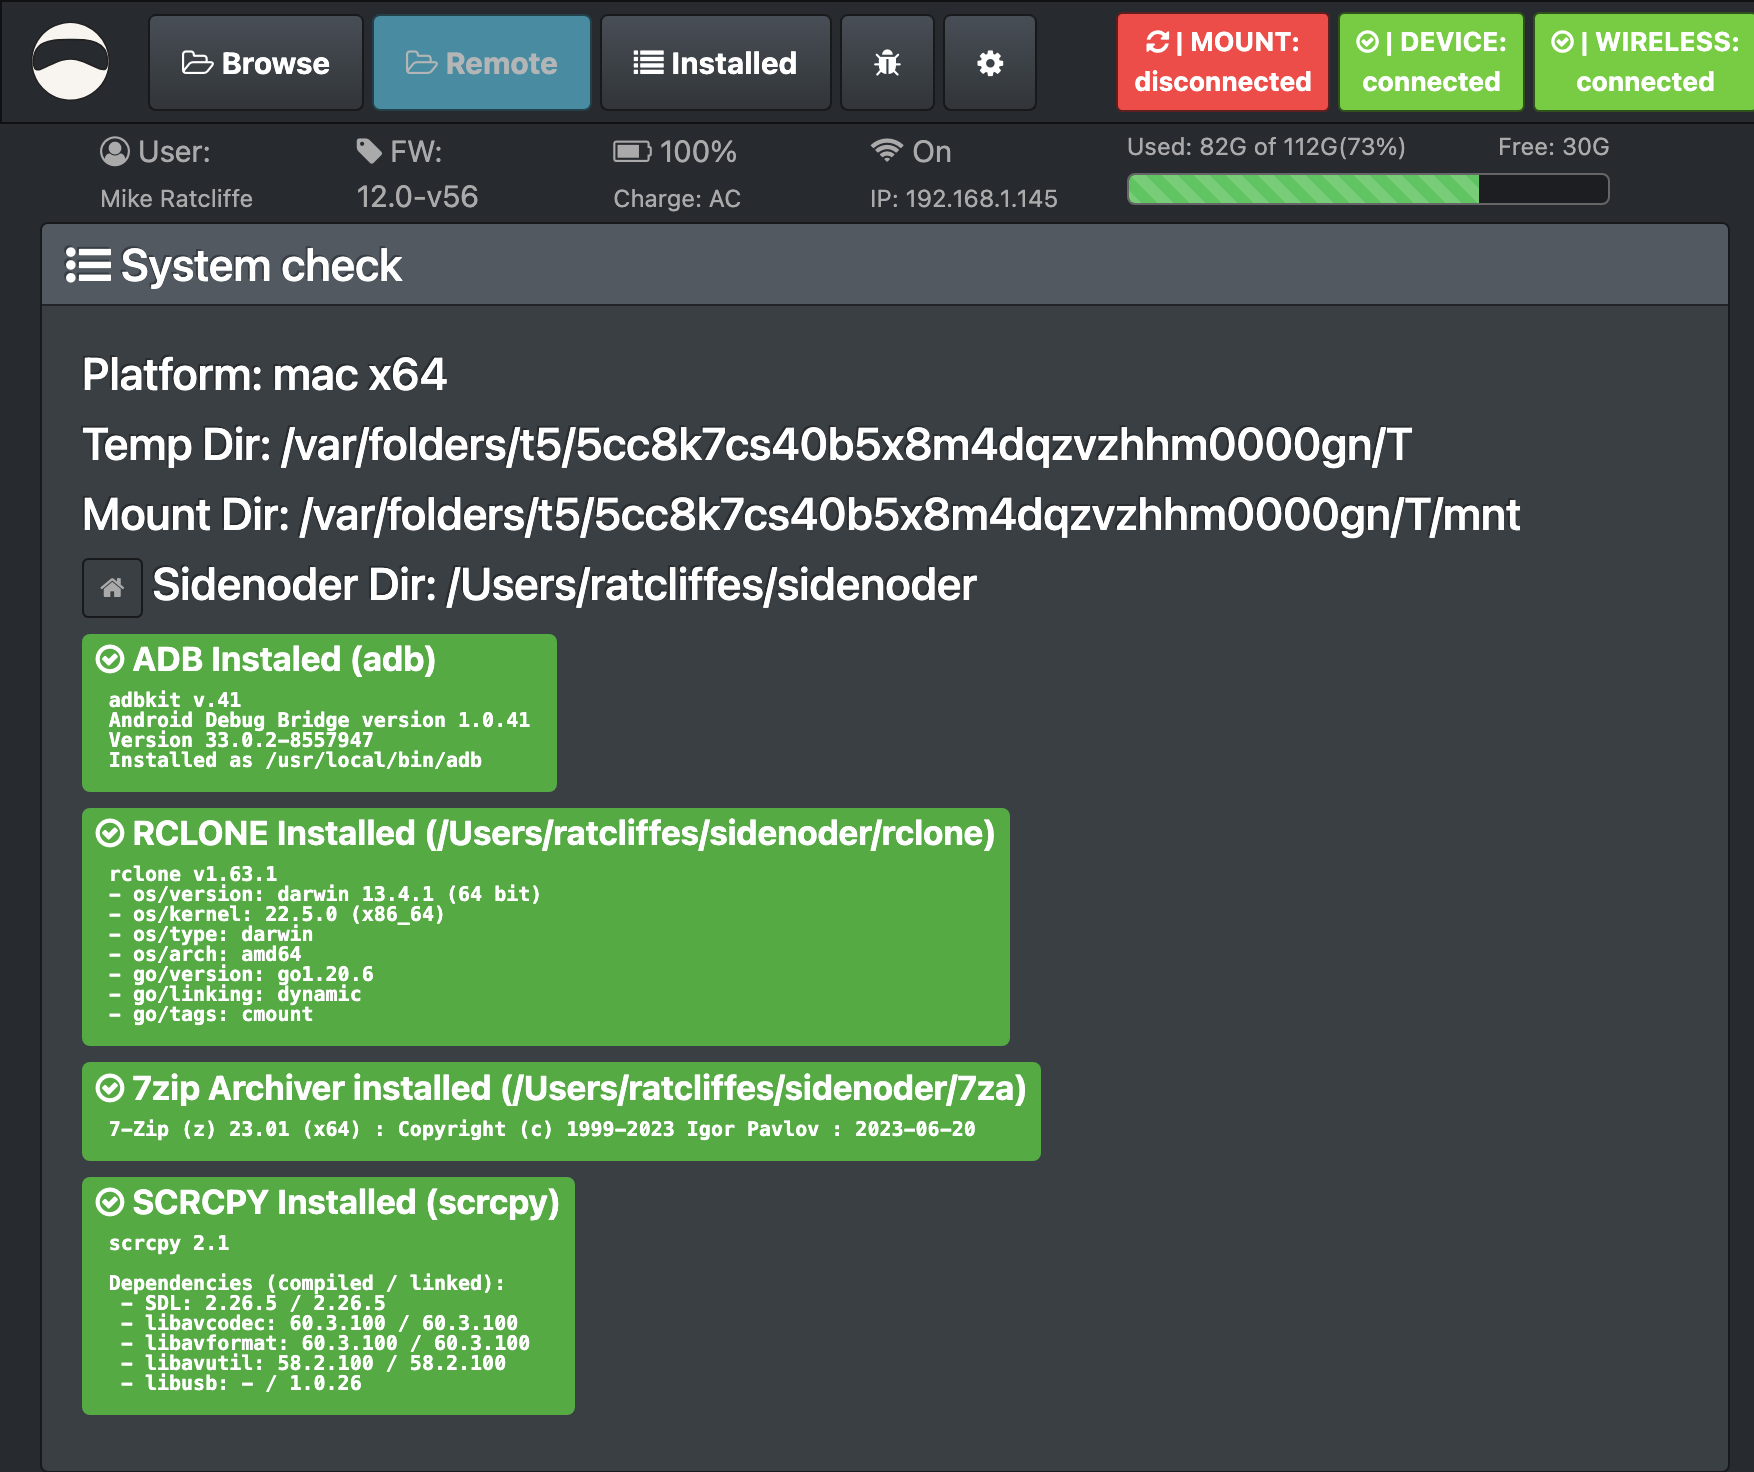 Browse
Remote
Installed
| MOUNT:
disconnected
| DEVICE:
connected
| WIRELESS:
connected
User:
Mike Ratcliffe
FW:
12.0-v56
100%
Charge: AC
On
IP: 192.168.1.145
Used: 82G of 112G(73%)
Free: 30G
System check
Platform: mac x64
Temp Dir: /var/folders/t5/5cc8k7cs40b5x8m4dqzvzhhm0000gn/T
Mount Dir: /var/folders/t5/5cc8k7cs40b5x8m4dqzvzhhm0000gn/T/mnt
Sidenoder Dir: /Users/ratcliffes/sidenoder
ADB Instaled (adb)
adbkit v.41
Android Debug Bridge version 1.0.41
Version 33.0.2-8557947
Installed as /usr/local/bin/adb
RCLONE Installed (/Users/ratcliffes/sidenoder/rclone)
rclone v1.63.1
- os/version: darwin 13.4.1 (64 bit)
- os/kernel: 22.5.0 (x86_64)
- os/type: darwin
- os/arch: amd64
- go/version: go1.20.6
- go/linking: dynamic
- go/tags: cmount
7zip Archiver installed (/Users/ratcliffes/sidenoder/7za)
7-Zip (z) 23.01 (x64) : Copyright (c) 1999-2023 Igor Pavlov : 2023-06-20
SCRCPY Installed (scrcpy)
scrcpy 2.1
Dependencies (compiled / linked):
- SDL: 2.26.5 / 2.26.5
- libavcodec: 60.3.100 / 60.3.100
- libavformat: 60.3.100 / 60.3.100
- libavutil: 58.2.100 / 58.2.100
- libusb: - / 1.0.26